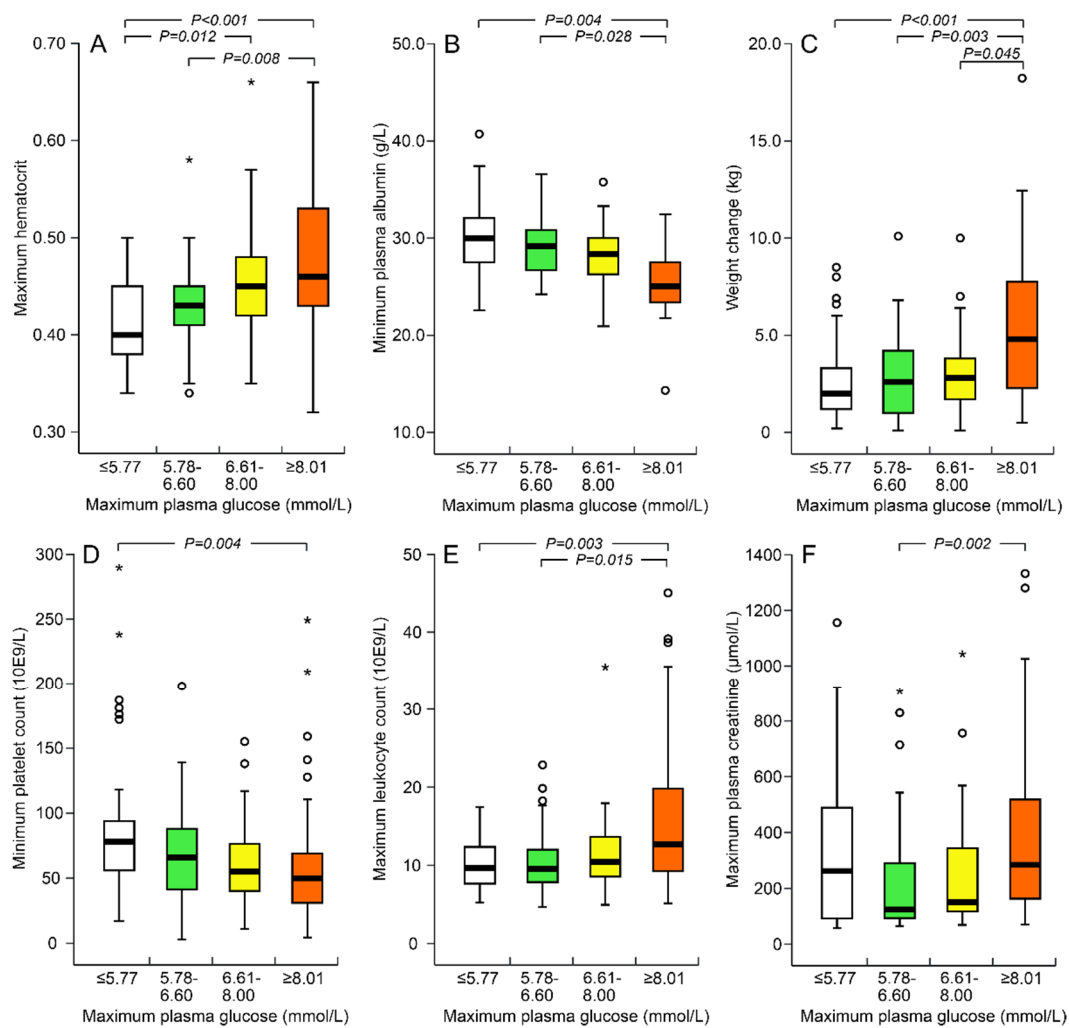 P<0.001
P=0.012
P=0.008
A
0.70
0.60
0.50
0.40
0.30
Maximum hematocrit
*
*
≤5.77 5.78-6.60 6.61-8.00 ≥8.01
Maximum plasma glucose (mmol/L)
P=0.004
P=0.028
B
50.0
40.0
30.0
20.0
10.0
Minimum plasma albumin (g/L)
≤5.77 5.78-6.60 6.61-8.00 ≥8.01
Maximum plasma glucose (mmol/L)
P<0.001
P=0.003
P=0.045
C
20.0
15.0
10.0
5.0
0
Weight change (kg)
≤5.77 5.78-6.60 6.61-8.00 ≥8.01
Maximum plasma glucose (mmol/L)
P=0.004
D
300
250
200
150
100
50
0
Minimum platelet count (10E9/L)
*
*
*
*
≤5.77 5.78-6.60 6.61-8.00 ≥8.01
Maximum plasma glucose (mmol/L)
P=0.003
P=0.015
E
50
40
30
20
10
0
Maximum leukocyte count (10E9/L)
*
≤5.77 5.78-6.60 6.61-8.00 ≥8.01
Maximum plasma glucose (mmol/L)
P=0.002
F
1400
1200
1000
800
600
400
200
0
Maximum plasma creatinine (μmol/L)
*
*
≤5.77 5.78-6.60 6.61-8.00 ≥8.01
Maximum plasma glucose (mmol/L)